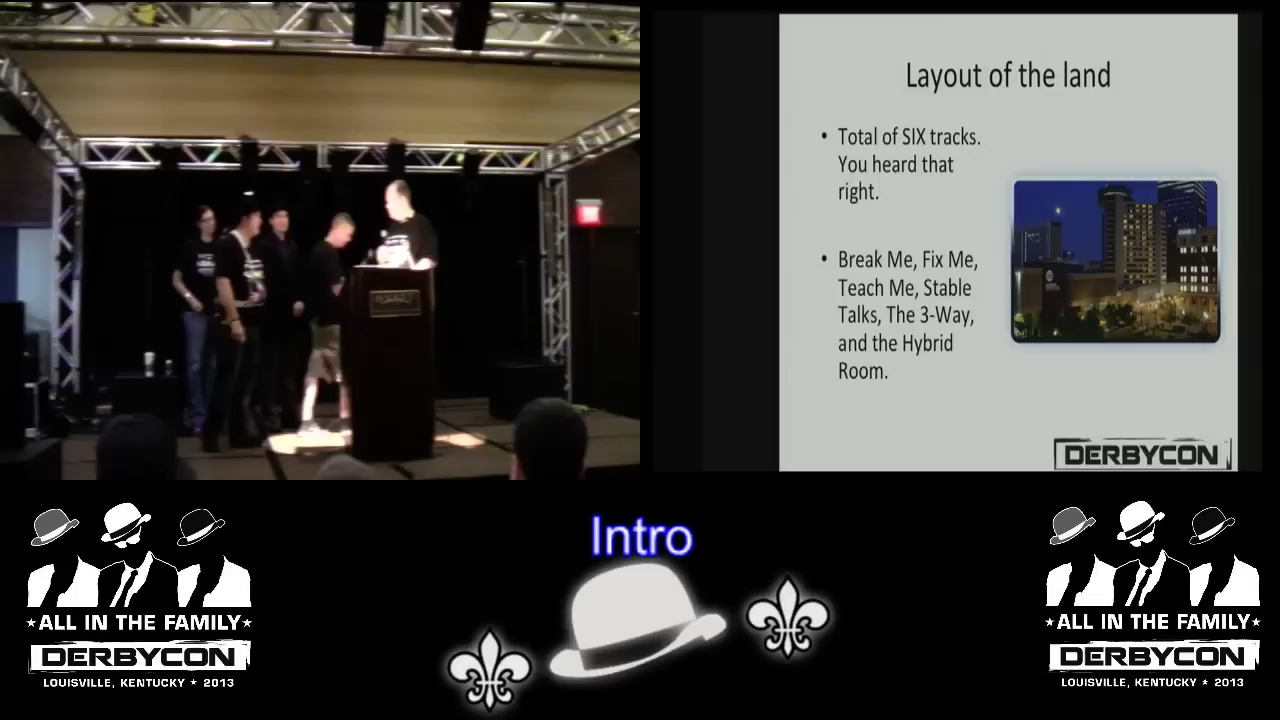 Layout of the land
• Total of SIX tracks.
You heard that
right.
• Break Me, Fix Me,
Teach Me, Stable
Talks, The 3-Way,
and the Hybrid
Room.
DERBYCON
Intro
★ALL IN THE FAMILY★
DERBYCON
LOUISVILLE, KENTUCKY ★ 2013
★ALL IN THE FAMILY★
DERBYCON
LOUISVILLE, KENTUCKY ★ 2013